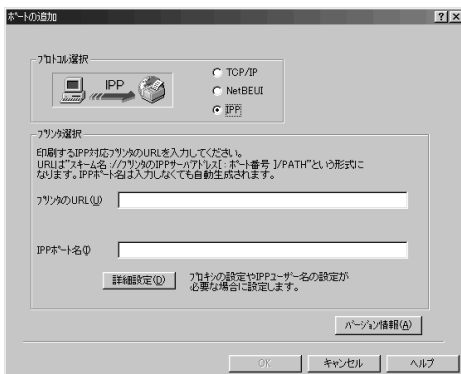 ポートの追加
プロトコル選択
IPP
TCP/IP
NetBEUI
IPP
プリンタ選択
印刷するIPP対応プリンタのURLを入力してください。
URLは"スキーム名://プリンタのIPPサーバアドレス[:ポート番号]/PATH"という形式に
なります。IPPポート名は入力しなくても自動生成されます。
プリンタのURL(U)
IPPポート名(I)
詳細設定(D)
プロキシの設定やIPPユーザー名の設定が
必要な場合に設定します。
バージョン情報(A)
OK
キャンセル
ヘルプ